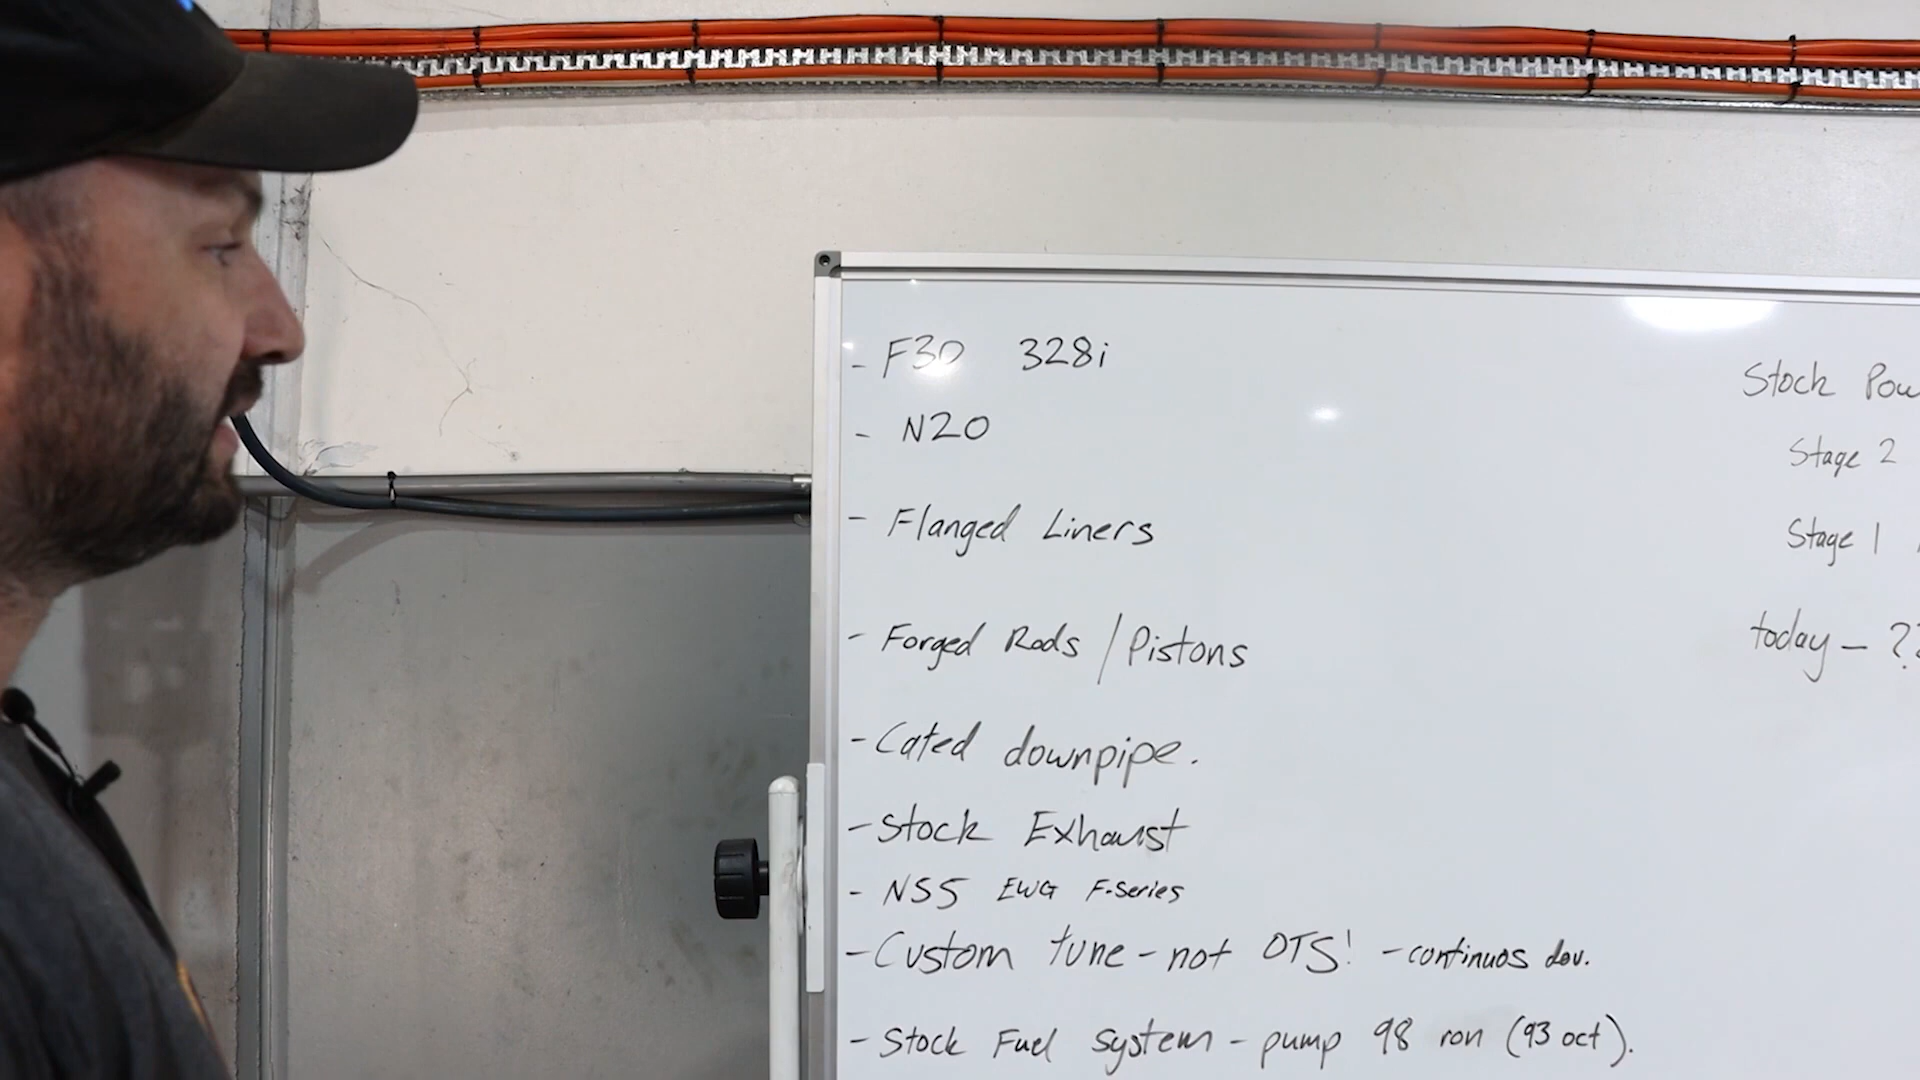 - F30 328i
- N20
- Flanged Liners
- Forged Rods / Pistons
- Cated downpipe.
- Stock Exhaust
- N55 EWG F-Series
- Custom tune - not OTS! - continuos dev.
- Stock Fuel system - pump 98 ron (93 oct).
Stock Pow
Stage 2
Stage 1
today - ??